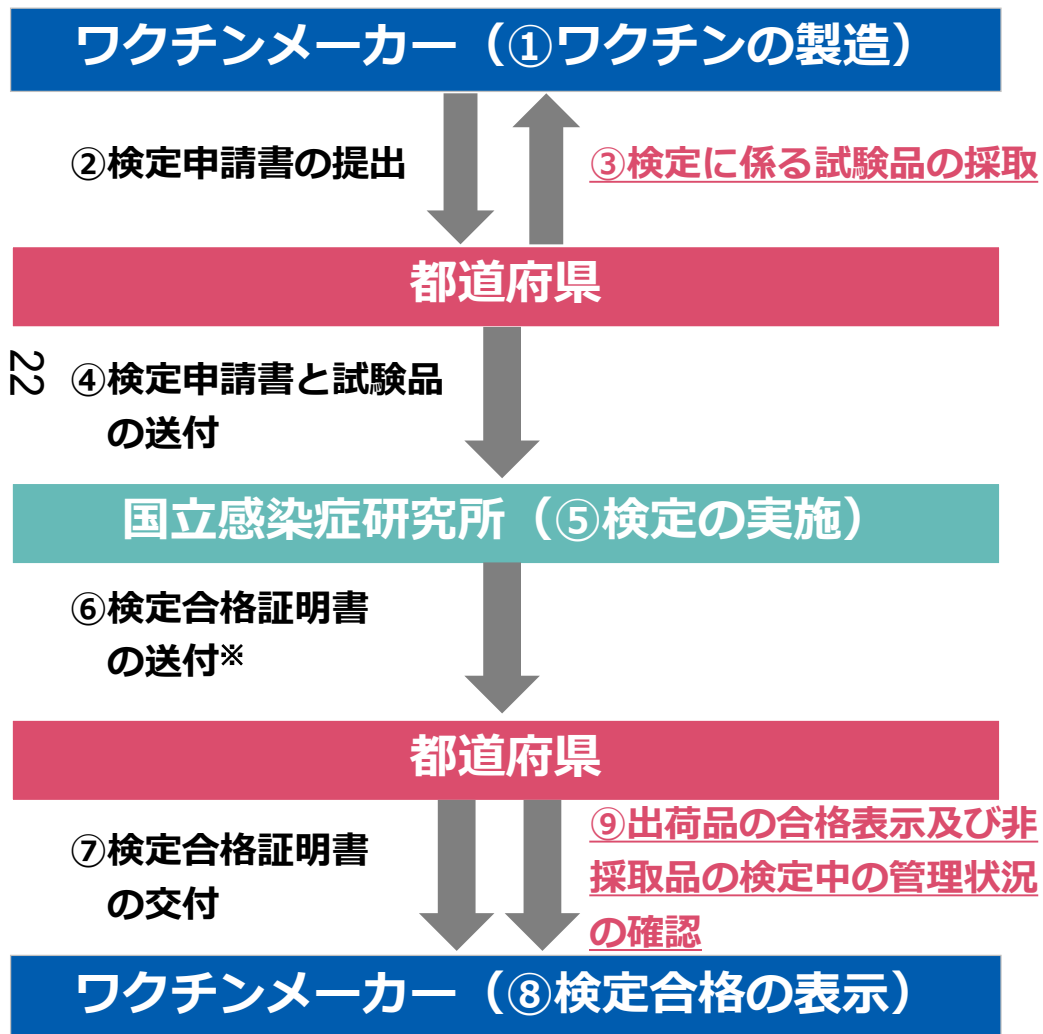 ワクチンメーカー（①ワクチンの製造）
②検定申請書の提出
③検定に係る試験品の採取
都道府県
22
④検定申請書と試験品
の送付
国立感染症研究所（⑤検定の実施）
⑥検定合格証明書
の送付※
都道府県
⑦検定合格証明書
の交付
⑨出荷品の合格表示及び非
採取品の検定中の管理状況
の確認
ワクチンメーカー（⑧検定合格の表示）